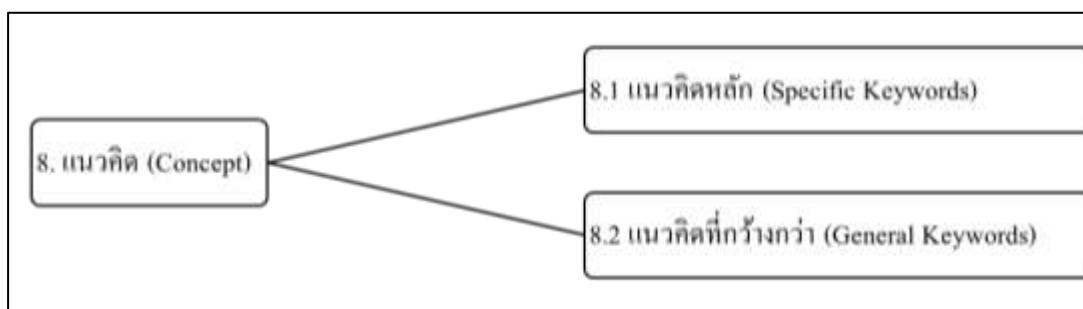 8. แนวคิด (Concept)
8.1 แนวคิดหลัก (Specific Keywords)
8.2 แนวคิดที่กว้างกว่า (General Keywords)